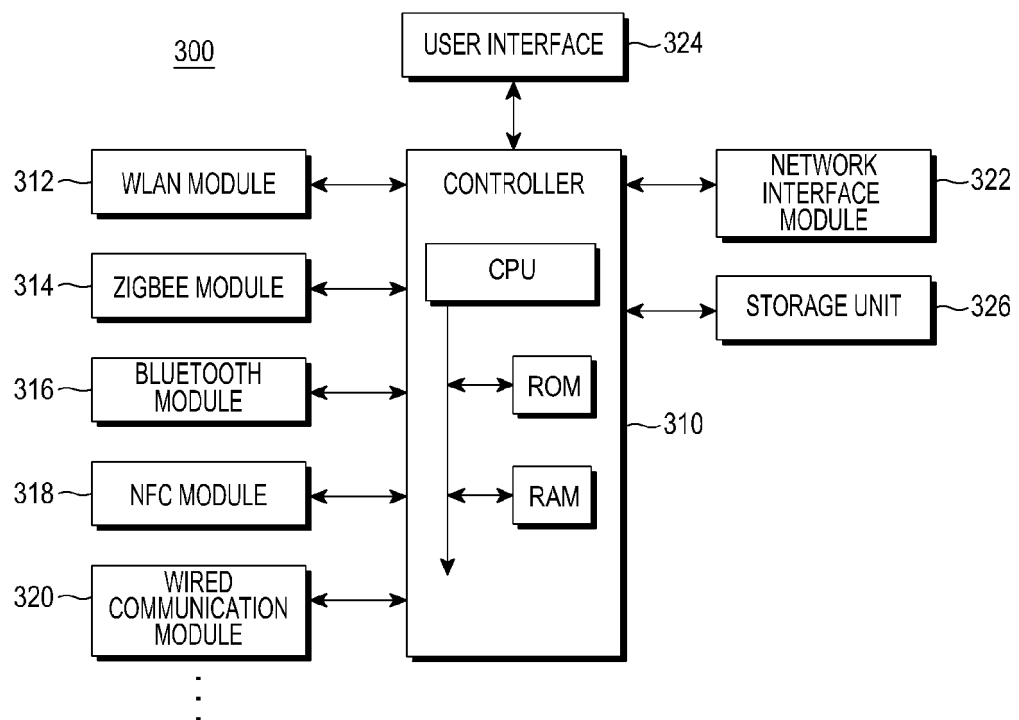 300
USER INTERFACE
324
312
WLAN MODULE
314
ZIGBEE MODULE
316
BLUETOOTH
MODULE
318
NFC MODULE
320
WIRED
COMMUNICATION
MODULE
CONTROLLER
CPU
ROM
RAM
310
NETWORK
INTERFACE
MODULE
322
STORAGE UNIT
326